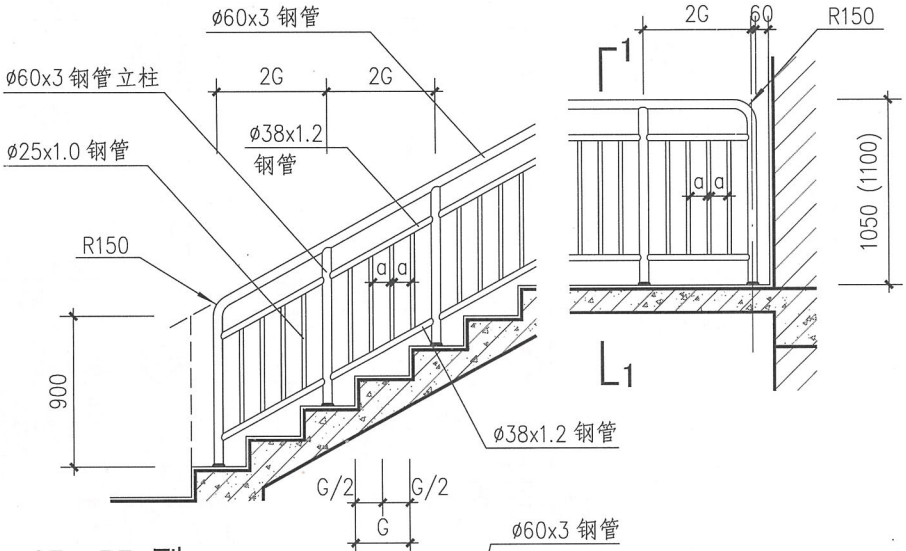 ø60x3 钢管
2G
60
R150
1
ø60x3 钢管立柱
2G
2G
ø38x1.2
钢管
ø25x1.0 钢管
a
a
1050 (1100)
R150
a
a
900
1
ø38x1.2 钢管
G/2
G/2
G
ø60x3 钢管